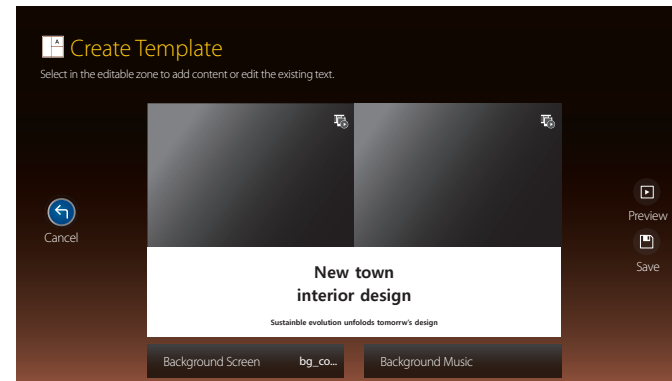 A
Create Template
Select in the editable zone to add content or edit the existing text.
Cancel
New town
interior design
Sustainble evolution unfolods tomorrw's design
Preview
Save
Background Screen bg_co...
Background Music